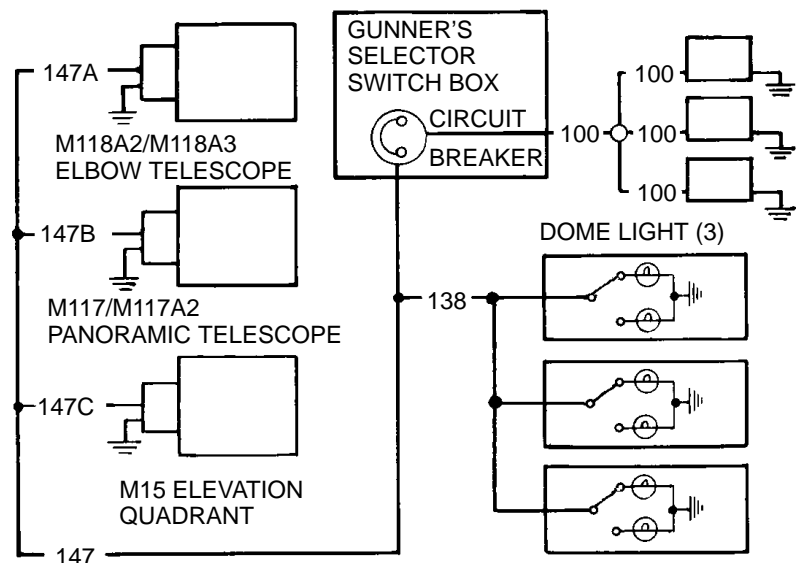 147A
M118A2/M118A3
ELBOW TELESCOPE
147B
M117/M117A2
PANORAMIC TELESCOPE
147C
M15 ELEVATION
QUADRANT
147
GUNNER'S
SELECTOR
SWITCH BOX
CIRCUIT
BREAKER
100
100
100
100
138
DOME LIGHT (3)